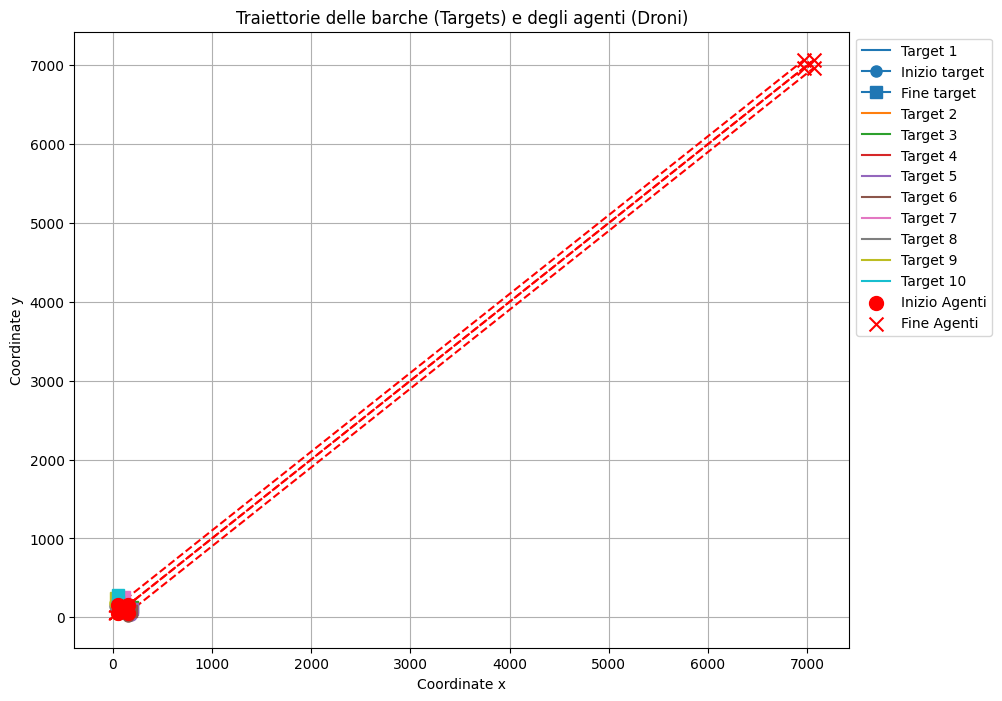 Traiettorie delle barche (Targets) e degli agenti (Droni)
7000
6000
5000
4000
3000
2000
1000
0
Coordinate y
0
1000
2000
3000
4000
5000
6000
7000
Coordinate x
Target 1
Inizio target
Fine target
Target 2
Target 3
Target 4
Target 5
Target 6
Target 7
Target 8
Target 9
Target 10
Inizio Agenti
Fine Agenti